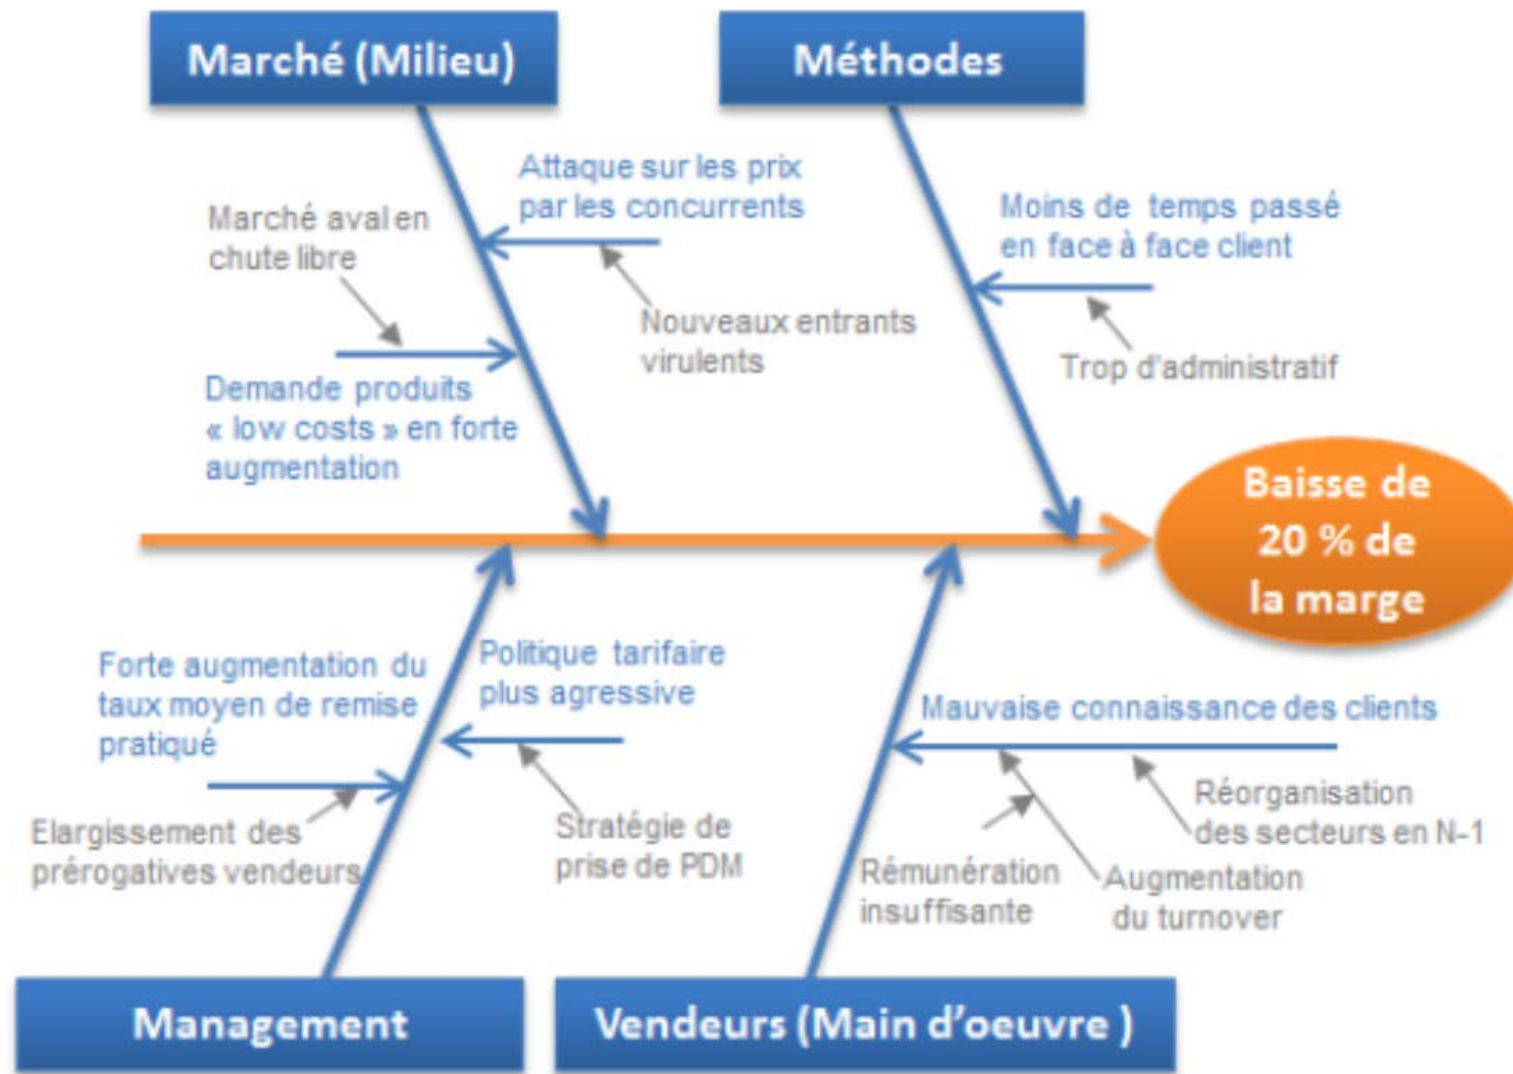 Marché (Milieu)
Méthodes
Attaque sur les prix
par les concurrents
Marché aval en
chute libre
Nouveaux entrants
virulents
Demande produits
« low costs » en forte
augmentation
Moins de temps passé
en face à face client
Trop d'administratif
Baisse de
20 % de
la marge
Forte augmentation du
taux moyen de remise
pratiqué
Politique tarifaire
plus agressive
Elargissement des
prérogatives vendeurs
Stratégie de
prise de PDM
Mauvaise connaissance des clients
Réorganisation
des secteurs en N-1
Rémunération
insuffisante
Augmentation
du turnover
Management
Vendeurs (Main d'oeuvre )